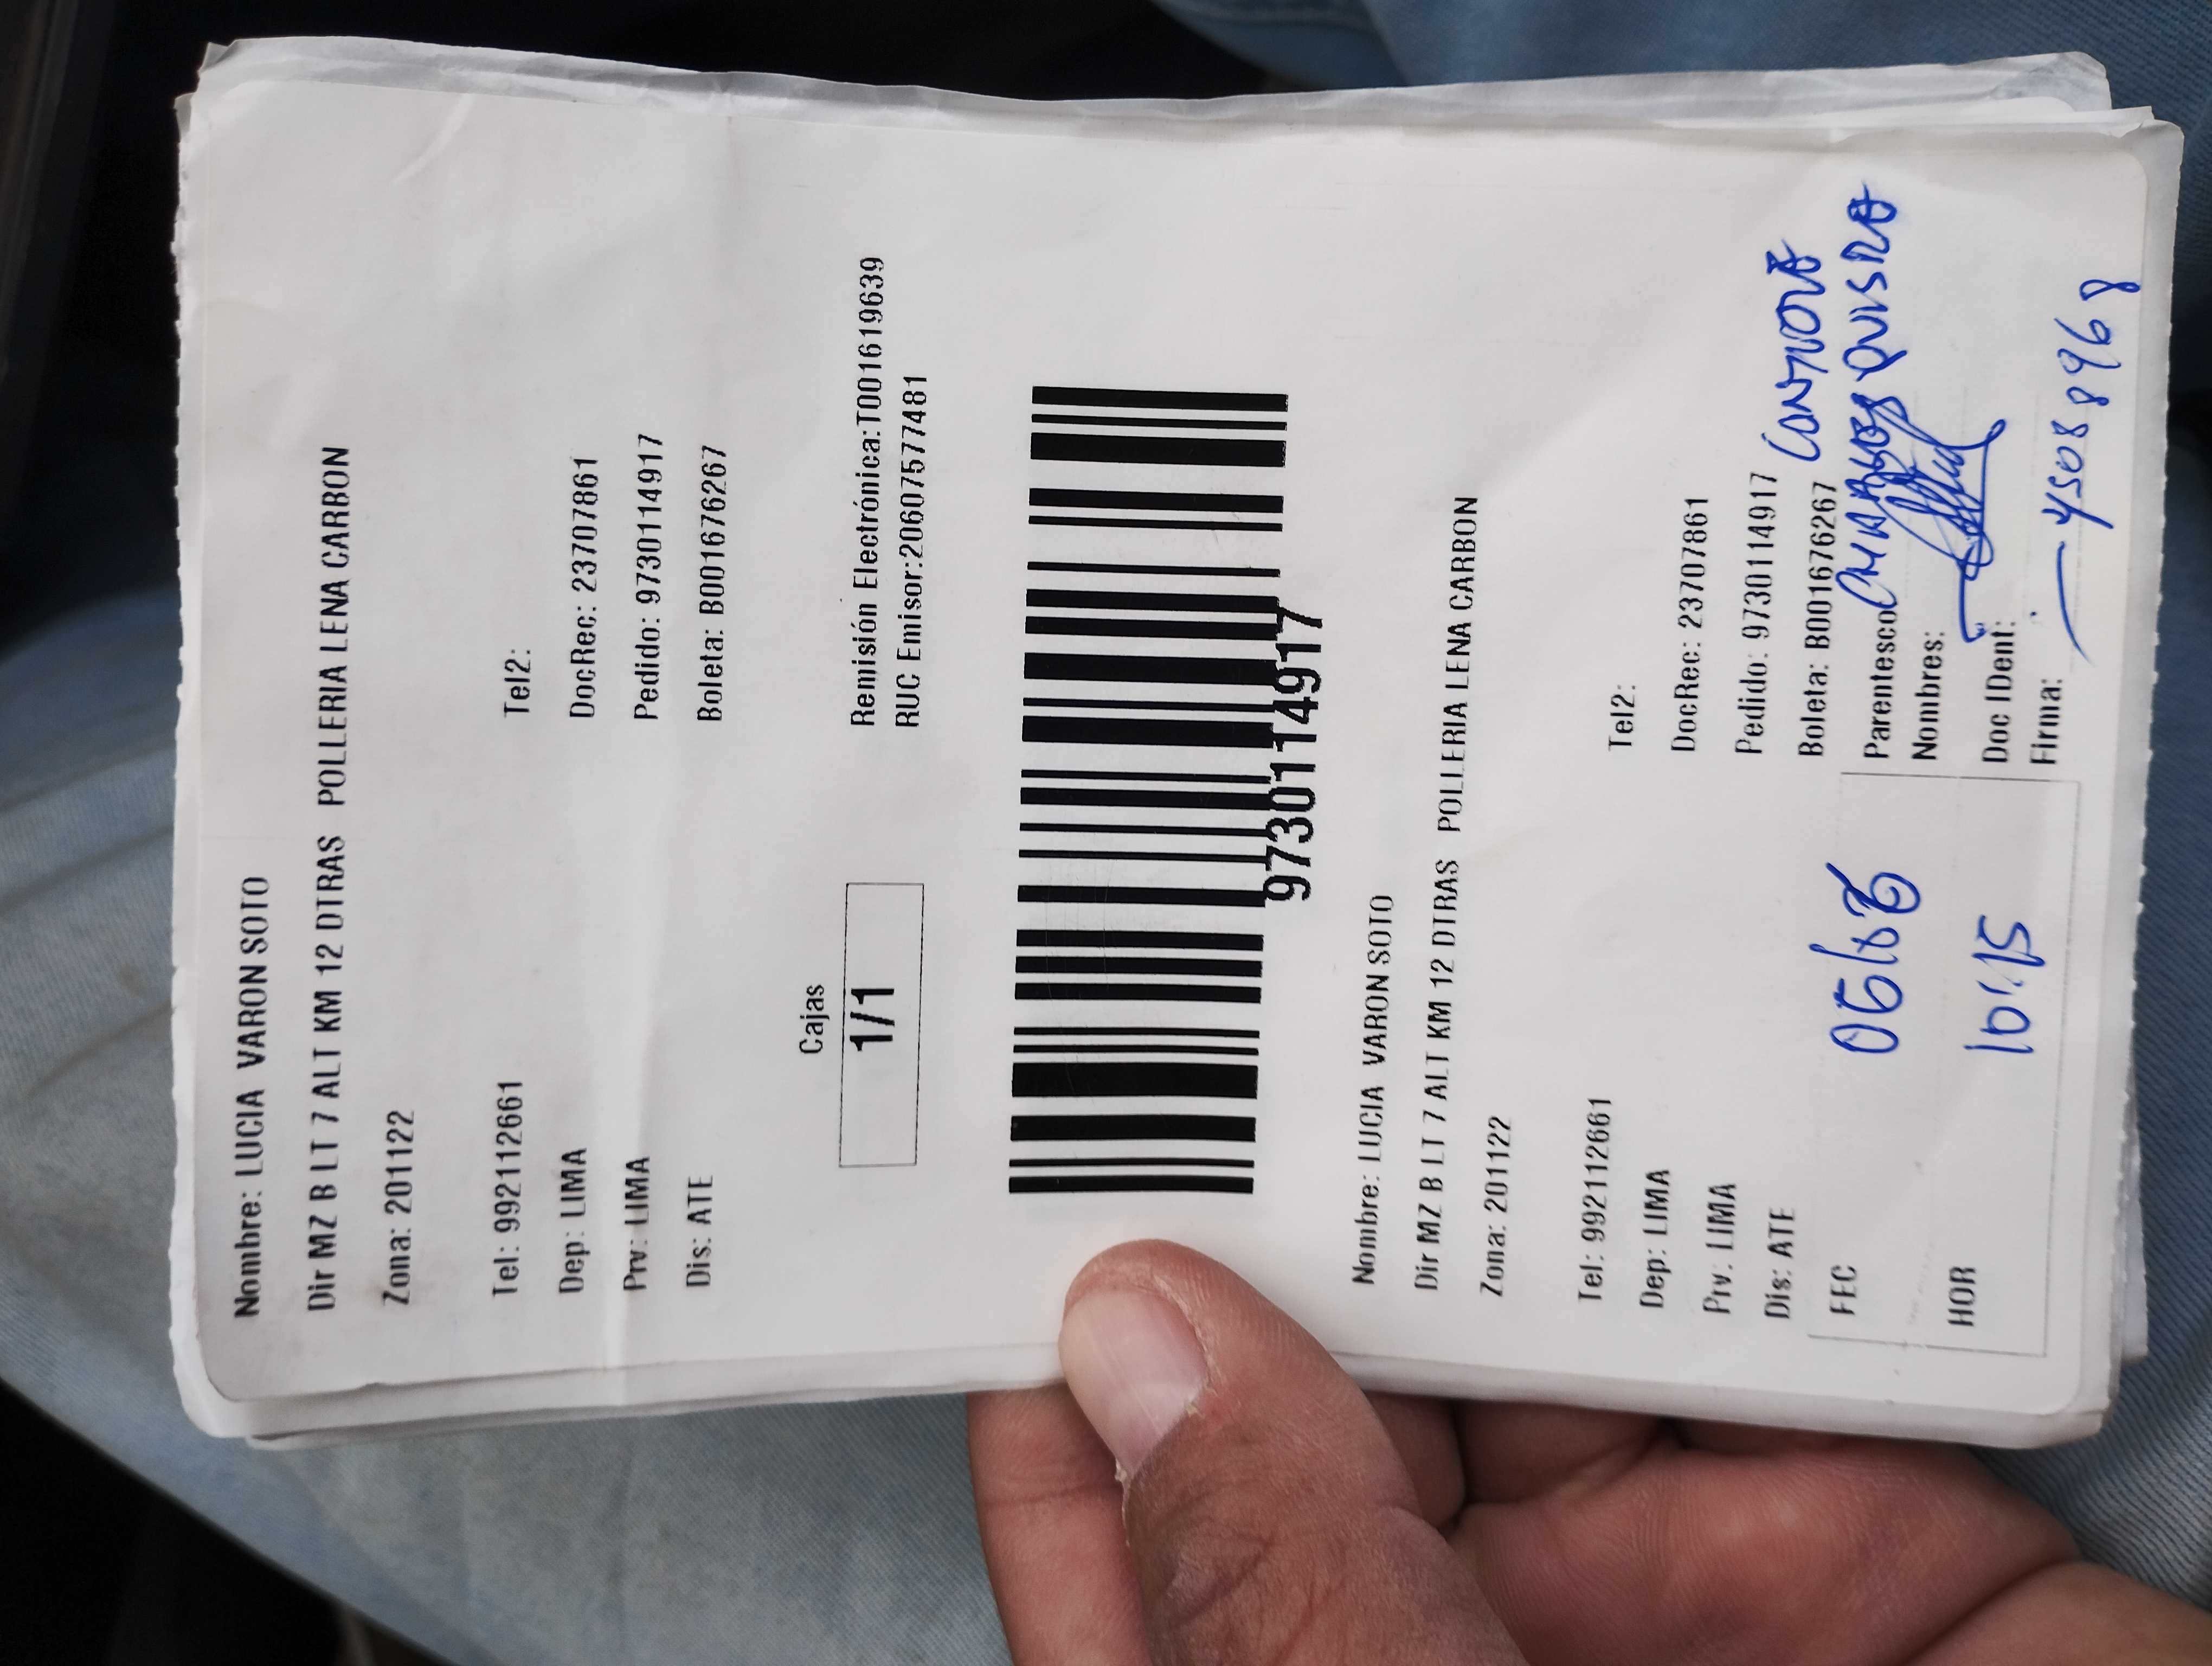 Nombre: LUCIA VARON SOTO
Dir MZ B LT 7 ALT KM 12 DTRAS POLLERIA LENA CARBON
Zona: 201122
Tel: 992112661 Tel2:
Dep: LIMA DocRec: 23707861
Prv: LIMA Pedido: 9730114917
Dis: ATE Boleta: B001676267
Cajas
1/1
Remisión Electrónica:T001619639
RUC Emisor:20607577481
9730114917
Nombre: LUCIA VARON SOTO
Dir MZ B LT 7 ALT KM 12 DTRAS POLLERIA LENA CARBON
Zona: 201122
Tel: 992112661 Tel2:
Dep: LIMA DocRec: 23707861
Prv: LIMA Pedido: 9730114917
Dis: ATE Boleta: B001676267
FEC Parentesco
Nombres:
HOR 10:15 Doc IDent:
Firma: 45088968